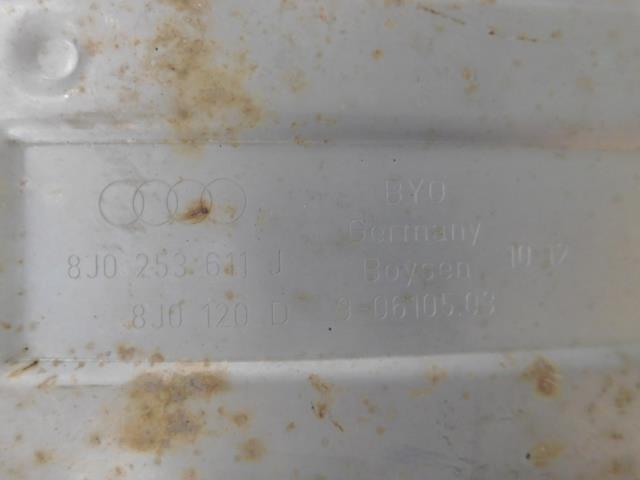 8J0 253 611 J
8J0 120 D
BYO
Germany
Boysen 10 12
9-06105.03